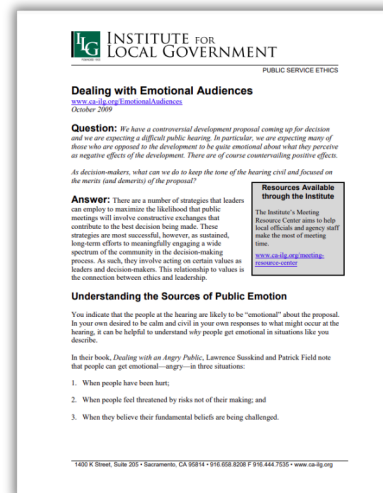 ILG
INSTITUTE FOR
LOCAL GOVERNMENT
PUBLIC SERVICE ETHICS
Dealing with Emotional Audiences
www.ca-ilg.org/EmotionalAudiences
October 2009
Question: We have a controversial development proposal coming up for decision
and we are expecting a difficult public hearing. In particular, we are expecting many of
those who are opposed to the development to be quite emotional about what they perceive
as negative effects of the development. There are of course countervailing positive effects.
As decision-makers, what can we do to keep the tone of the hearing civil and focused on
the merits (and demerits) of the proposal?
Answer: There are a number of strategies that leaders
can employ to maximize the likelihood that public
meetings will involve constructive exchanges that
contribute to the best decision being made. These
strategies are most successful, however, as sustained,
long-term efforts to meaningfully engaging a wide
spectrum of the community in the decision-making
process. As such, they involve acting on certain values as
leaders and decision-makers. This relationship to values is
the connection between ethics and leadership.
Resources Available
through the Institute
The Institute's Meeting
Resource Center aims to help
local officials and agency staff
make the most of meeting
time.
www.ca-ilg.org/meeting-
resource-center
Understanding the Sources of Public Emotion
You indicate that the people at the hearing are likely to be "emotional" about the proposal.
In your own desired to be calm and civil in your own responses to what might occur at the
hearing, it can be helpful to understand why people get emotional in situations like you
describe.
In their book, Dealing with an Angry Public, Lawrence Susskind and Patrick Field note
that people can get emotional—angry—in three situations:
1. When people have been hurt;
2. When people feel threatened by risks not of their making; and
3. When they believe their fundamental beliefs are being challenged.
1400 K Street, Suite 205 • Sacramento, CA 95814 • 916.658.8208 F 916.444.7535 • www.ca-ilg.org